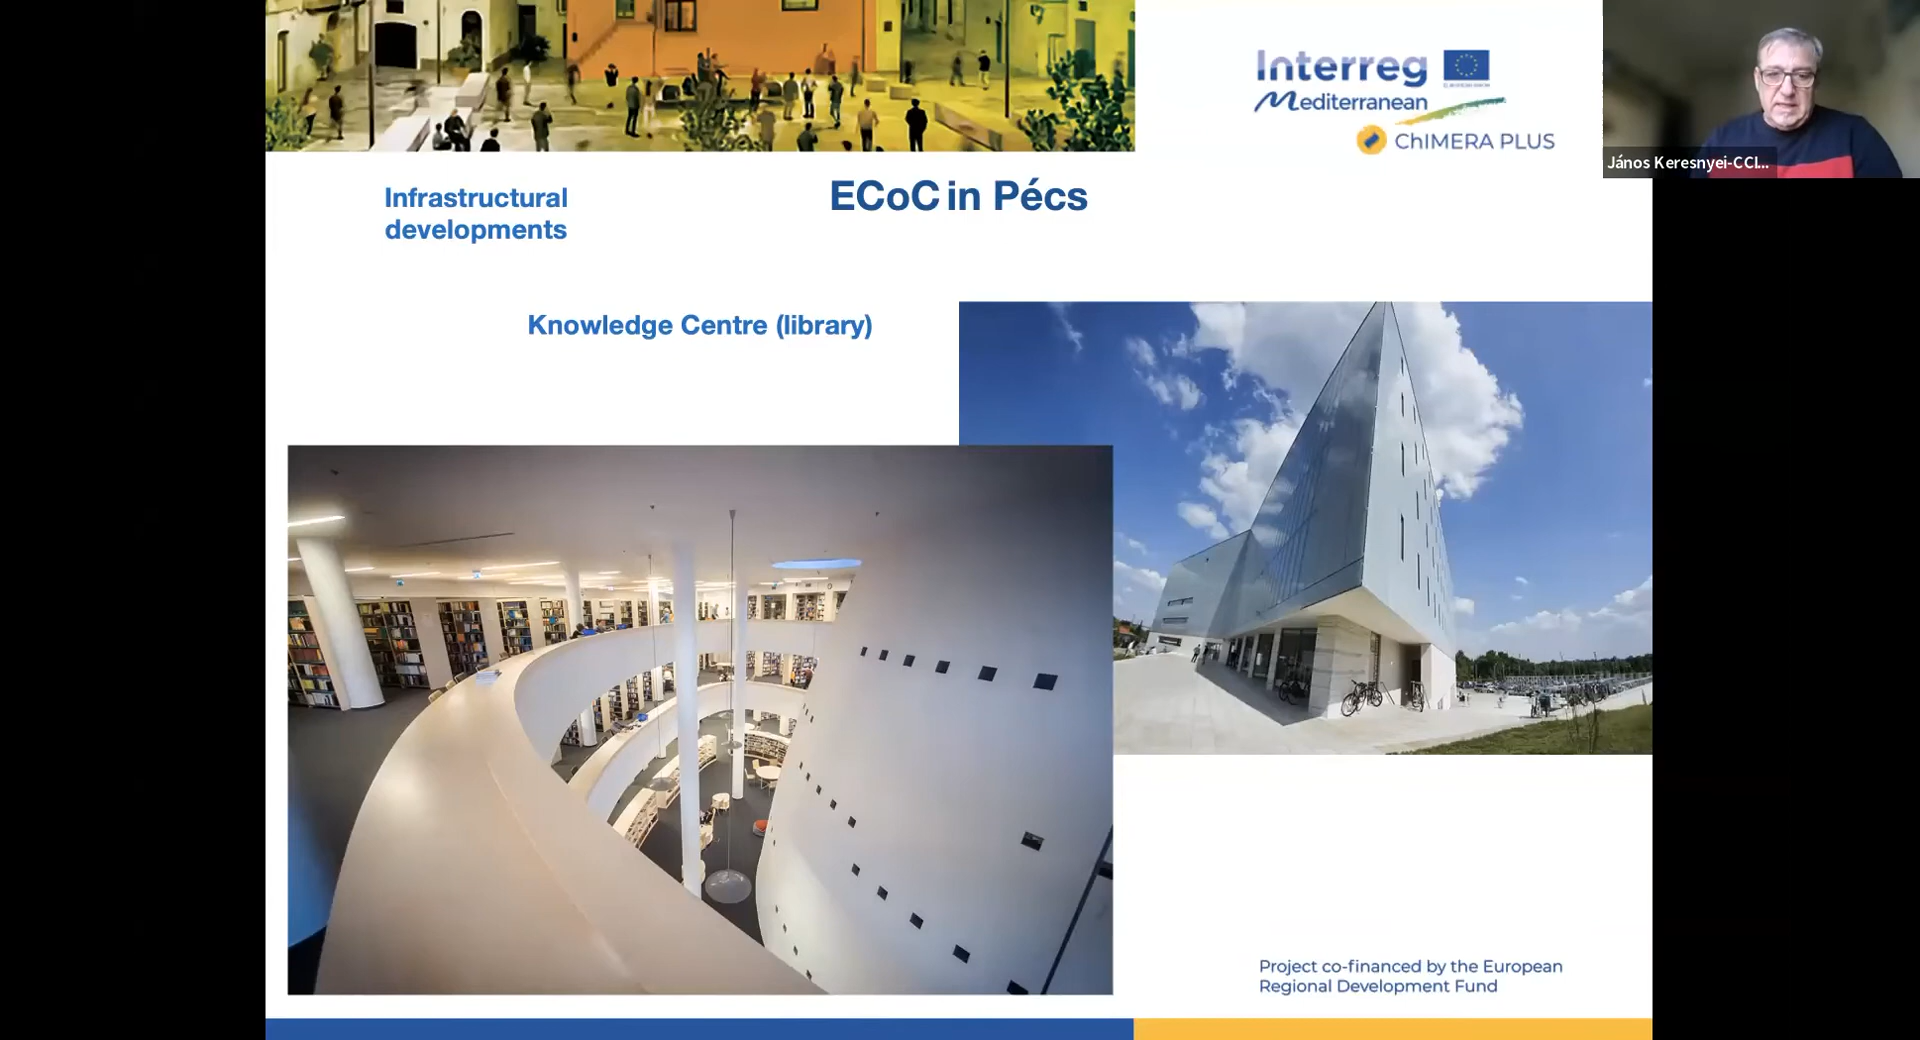 Interreg
Mediterranean
ChIMERA PLUS
János Keresnyei-CCI...
Infrastructural
developments
ECoC in Pécs
Knowledge Centre (library)
Project co-financed by the European
Regional Development Fund